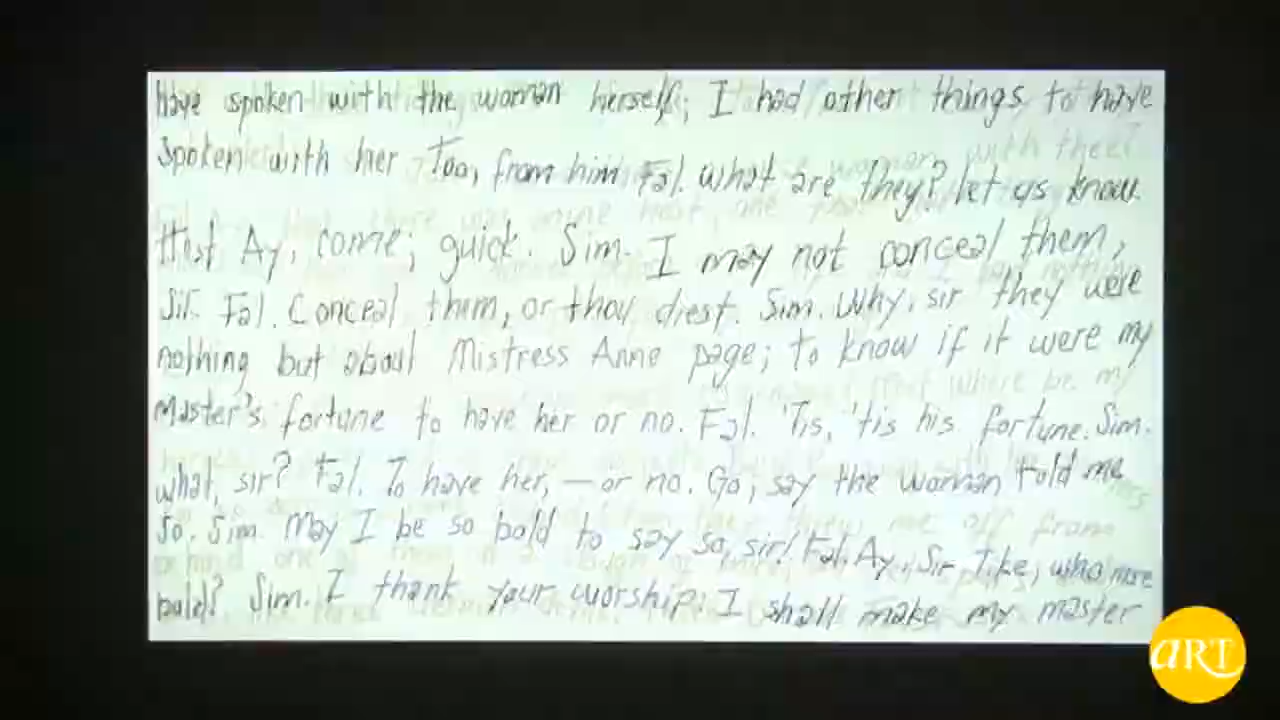 have spoken with the woman herself; I had other things to have
spoken with her Too, from him Fal. what are they? let us know.
Host Ay, come; quick. Sim. I may not conceal them,
Sir. Fal. Conceal them, or thou diest. Sim. Why, sir they were
nothing but about Mistress Anne page; to know if it were my
Master's fortune to have her or no. Fal. 'Tis, 'tis his fortune. Sim.
what, sir? Fal. To have her, — or no. Go; say the woman told me
so. Sim. May I be so bold to say so, sir! Fal. Ay, Sir Tike; who more
bold? Sim. I thank your worship; I shall make my master
ART